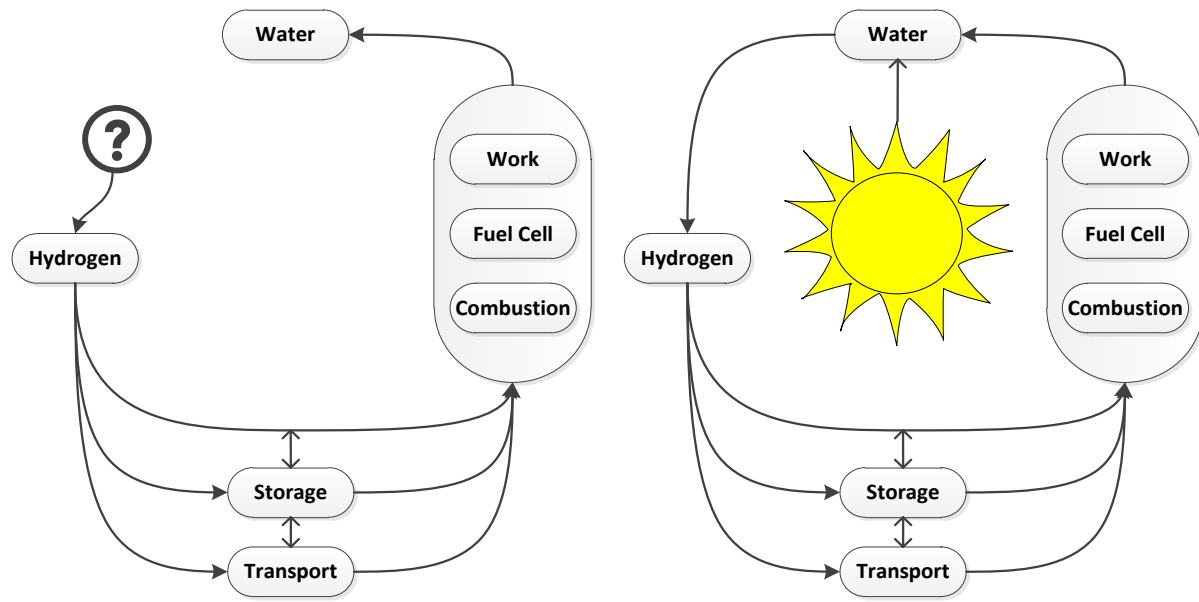 Water
?
Hydrogen
Work
Fuel Cell
Combustion
Storage
Transport
Water
Hydrogen
Work
Fuel Cell
Combustion
Storage
Transport